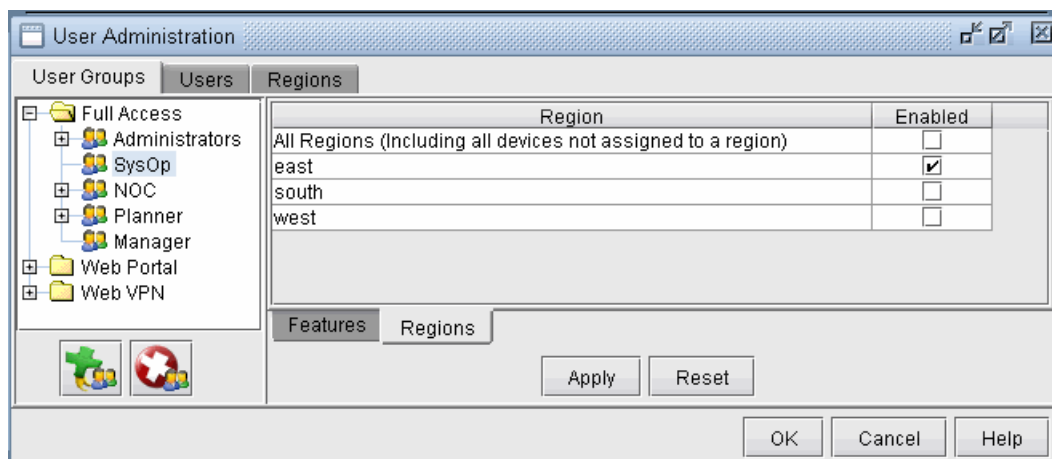 User Administration
User Groups
Users
Regions
Full Access
Administrators
SysOp
NOC
Planner
Manager
Web Portal
Web VPN
Region
Enabled
All Regions (Including all devices not assigned to a region)
east
south
west
Features
Regions
Apply
Reset
OK
Cancel
Help